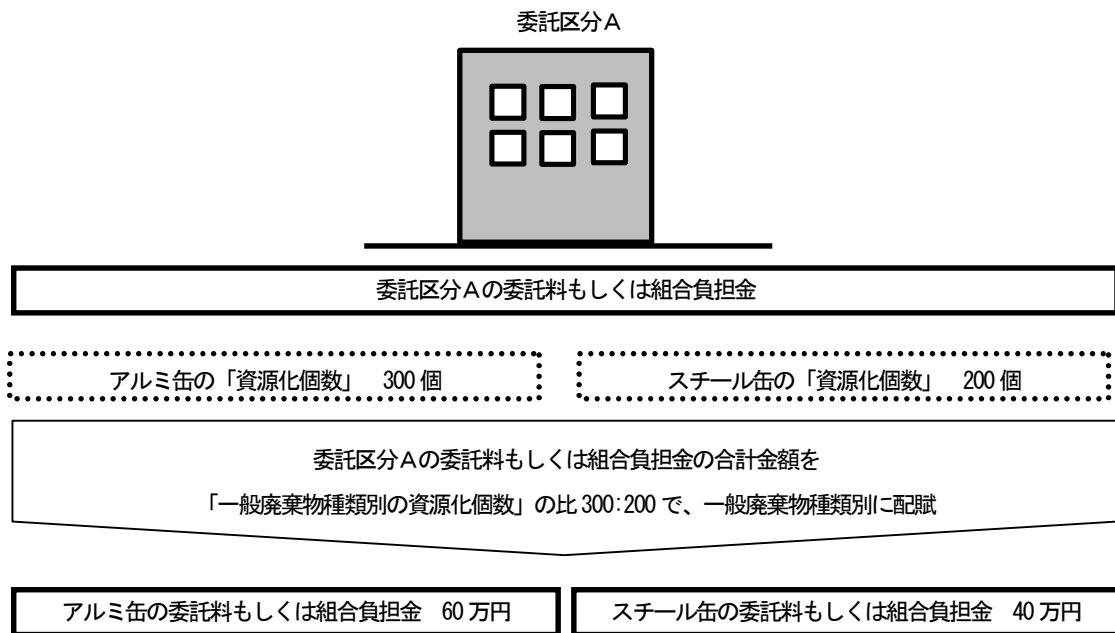 委託区分A
委託区分Aの委託料もしくは組合負担金
アルミ缶の「資源化個数」 300個
スチール缶の「資源化個数」 200個
委託区分Aの委託料もしくは組合負担金の合計金額を
「一般廃棄物種類別の資源化個数」の比300:200で、一般廃棄物種類別に配賦
アルミ缶の委託料もしくは組合負担金 60万円
スチール缶の委託料もしくは組合負担金 40万円